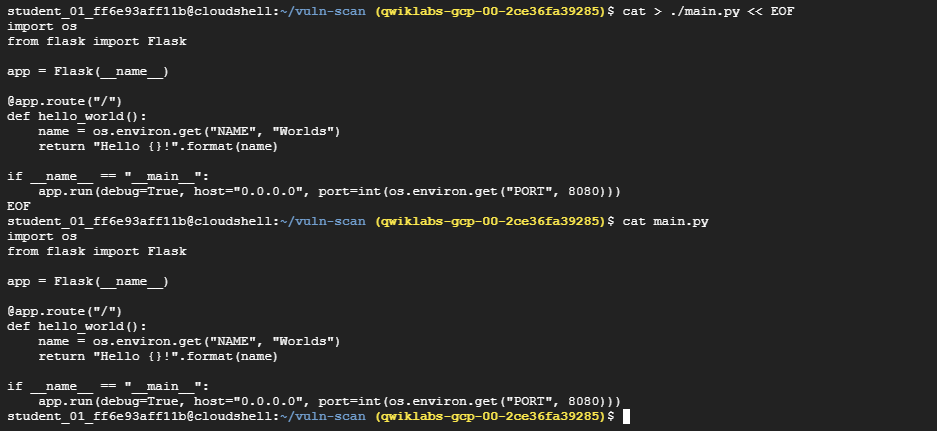 student_01_ff6e93aff11b@cloudshell:~/vuln-scan (qwiklabs-gcp-00-2ce36fa39285)$ cat > ./main.py << EOF
import os
from flask import Flask

app = Flask(__name__)

@app.route("/")
def hello_world():
    name = os.environ.get("NAME", "Worlds")
    return "Hello {}!".format(name)

if __name__ == "__main__":
    app.run(debug=True, host="0.0.0.0", port=int(os.environ.get("PORT", 8080)))
EOF
student_01_ff6e93aff11b@cloudshell:~/vuln-scan (qwiklabs-gcp-00-2ce36fa39285)$ cat main.py
import os
from flask import Flask

app = Flask(__name__)

@app.route("/")
def hello_world():
    name = os.environ.get("NAME", "Worlds")
    return "Hello {}!".format(name)

if __name__ == "__main__":
    app.run(debug=True, host="0.0.0.0", port=int(os.environ.get("PORT", 8080)))
student_01_ff6e93aff11b@cloudshell:~/vuln-scan (qwiklabs-gcp-00-2ce36fa39285)$